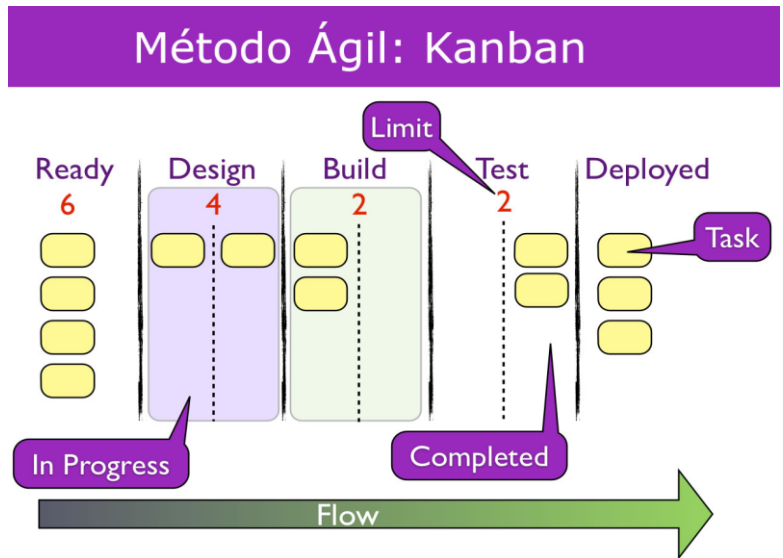 Método Ágil: Kanban
Limit
Ready Design Build Test Deployed
6 4 2 2
Task
In Progress
Completed
Flow